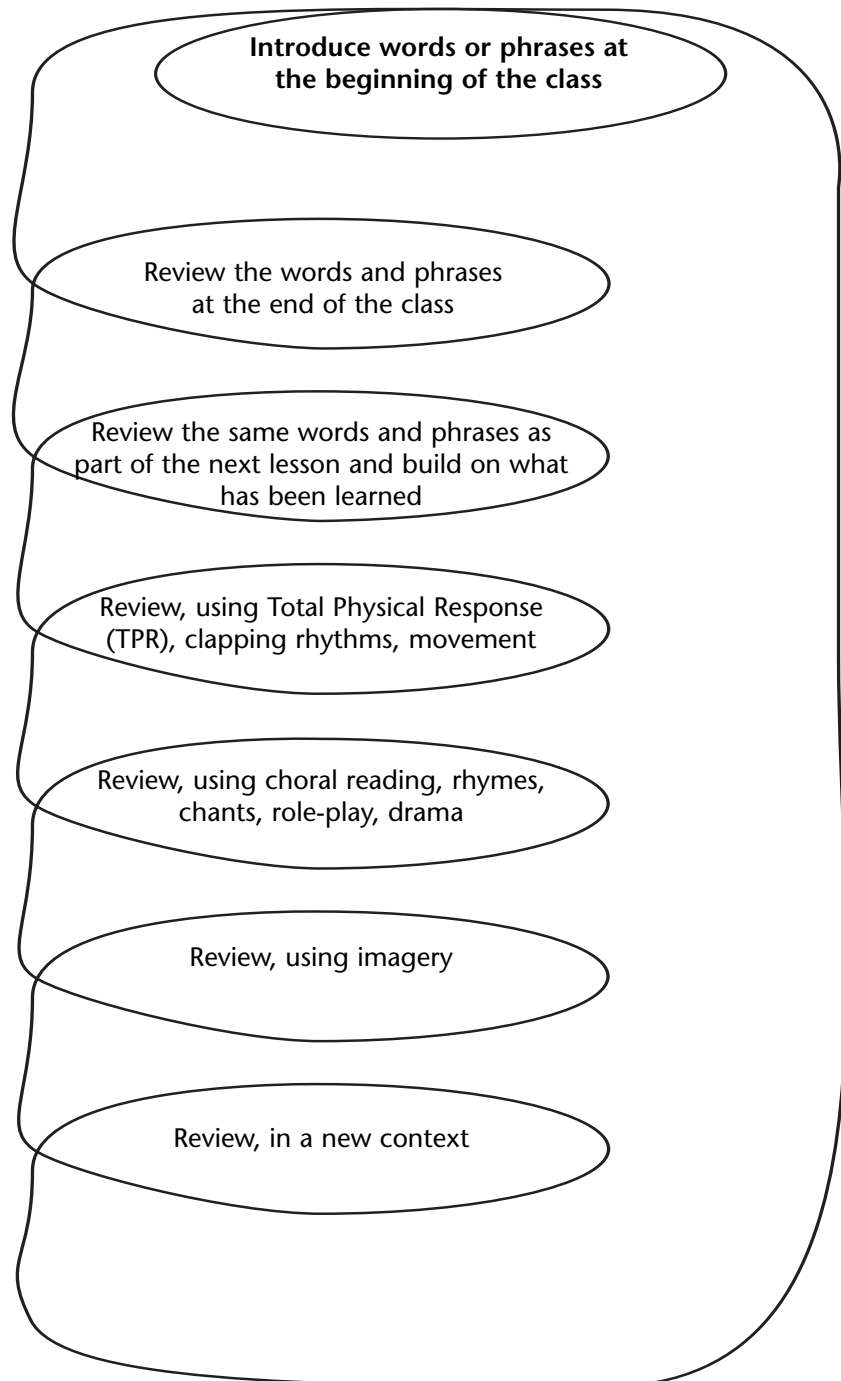 Introduce words or phrases at
the beginning of the class
Review the words and phrases
at the end of the class
Review the same words and phrases as
part of the next lesson and build on what
has been learned
Review, using Total Physical Response
(TPR), clapping rhythms, movement
Review, using choral reading, rhymes,
chants, role-play, drama
Review, using imagery
Review, in a new context